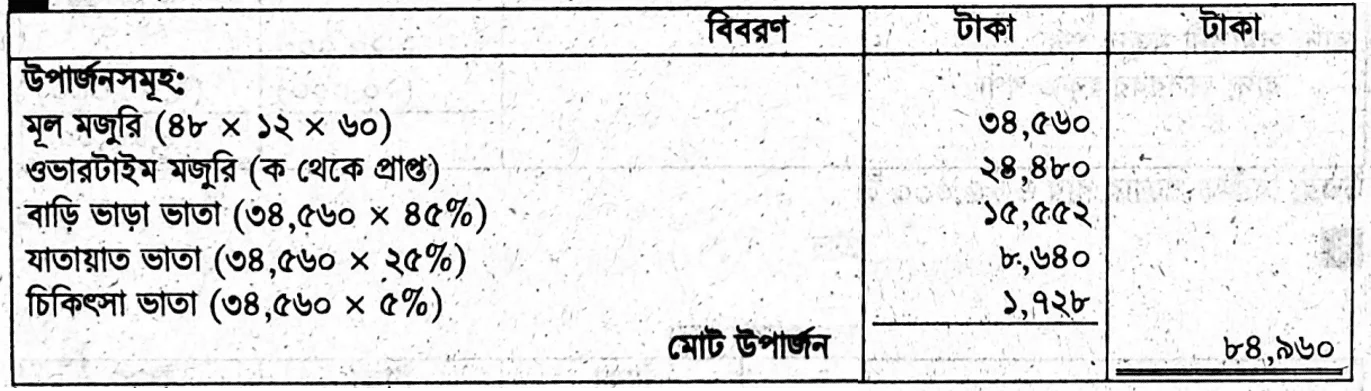 বিবরণ টাকা টাকা
উপার্জনসমূহ:
মূল মজুরি (৪৮ × ১২ × ৬০) ৩৪,৫৬০
ওভারটাইম মজুরি (ক থেকে প্রাপ্ত) ২৪,৪৮০
বাড়ি ভাড়া ভাতা (৩৪,৫৬০ × ৪৫%) ১৫,৫৫২
যাতায়াত ভাতা (৩৪,৫৬০ × ২৫%) ৮,৬৪০
চিকিৎসা ভাতা (৩৪,৫৬০ × ৫%) ১,৭২৮
মোট উপার্জন ৮৪,৯৬০